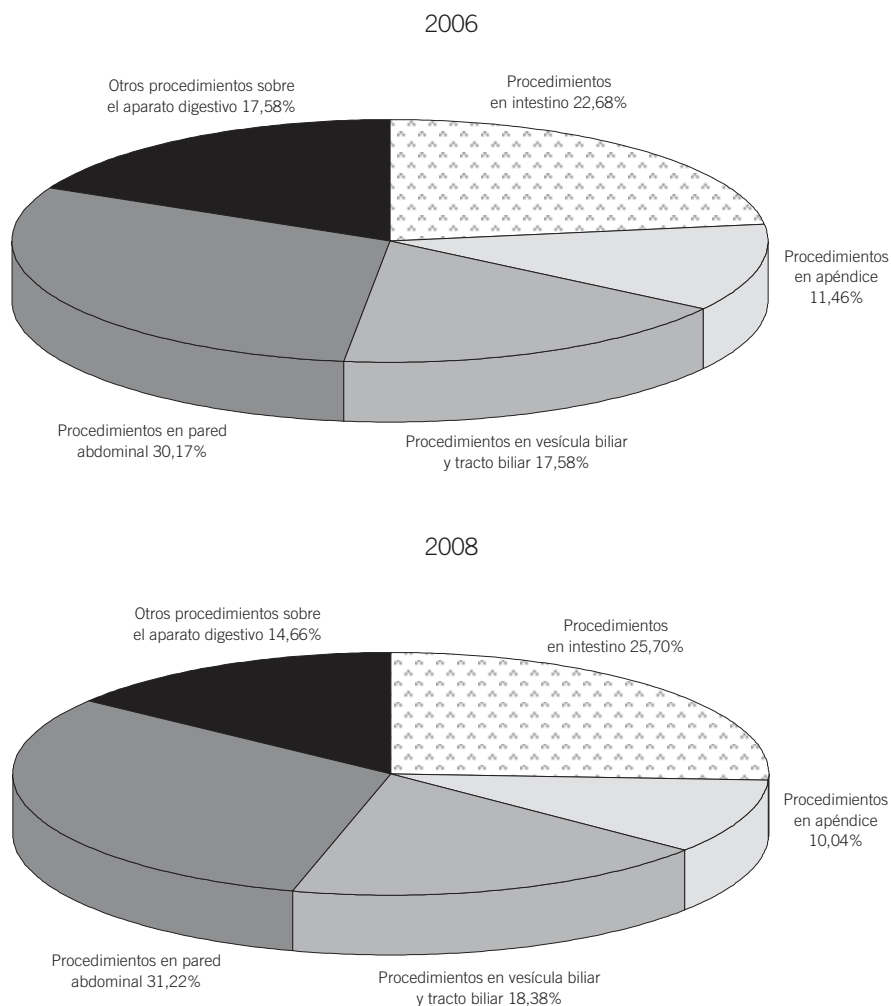 2006
Otros procedimientos sobre
el aparato digestivo 17,58%
Procedimientos
en intestino 22,68%
Procedimientos
en apéndice
11,46%
Procedimientos en pared
abdominal 30,17%
Procedimientos en vesícula biliar
y tracto biliar 17,58%
2008
Otros procedimientos sobre
el aparato digestivo 14,66%
Procedimientos
en intestino 25,70%
Procedimientos
en apéndice
10,04%
Procedimientos en pared
abdominal 31,22%
Procedimientos en vesícula biliar
y tracto biliar 18,38%